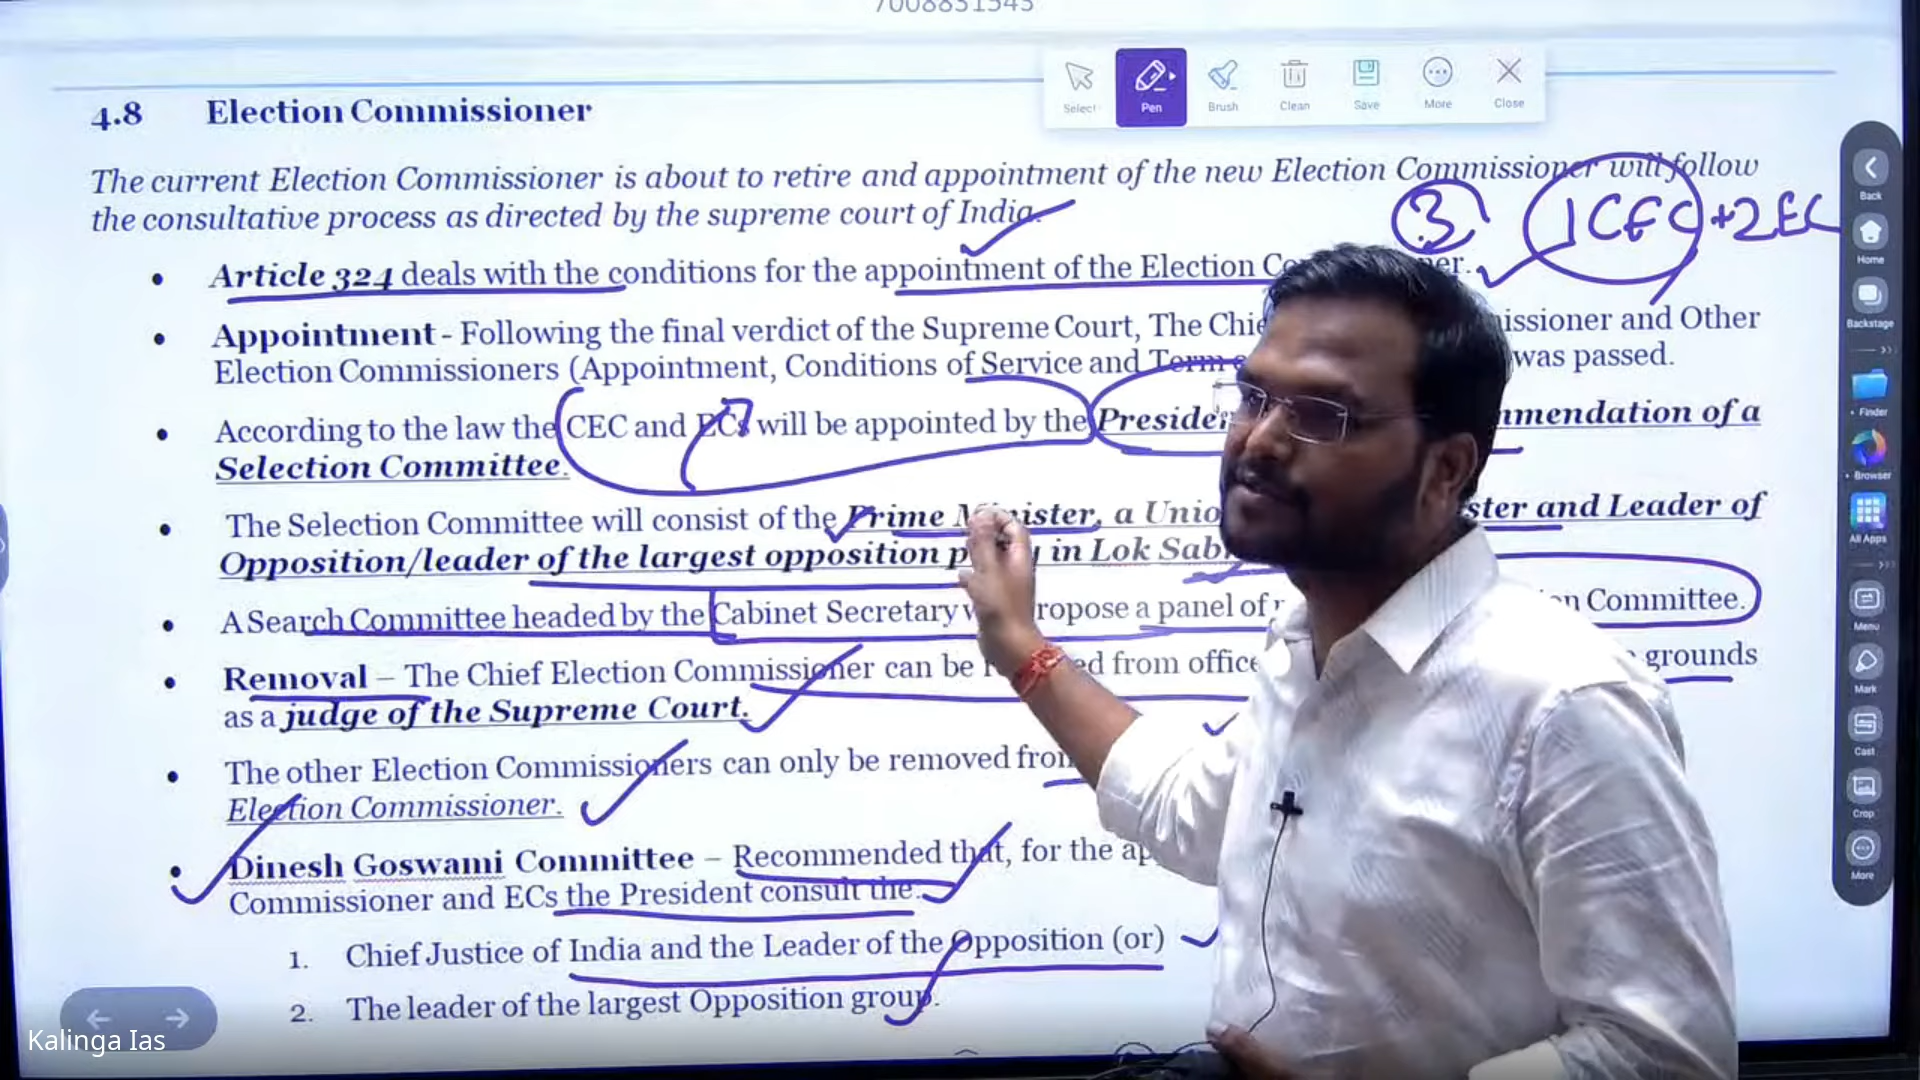 7008831543
Select Pen Brush Clean Save More Close
4.8 Election Commissioner
The current Election Commissioner is about to retire and appointment of the new Election Commissioner will follow
the consultative process as directed by the supreme court of India.
3 1 CEC +2 EC
• Article 324 deals with the conditions for the appointment of the Election er.
• Appointment - Following the final verdict of the Supreme Court, The issioner and Other
Election Commissioners (Appointment, Conditions of Service and Term was passed.
• According to the law the CEC and ECs will be appointed by the mmendation of a
Selection Committee.
• The Selection Committee will consist of the Prime Minister, a ster and Leader of
Opposition/leader of the largest opposition in Lok
• A Search Committee headed by the Cabinet Secretary ropose a panel of on Committee.
• Removal – The Chief Election Commissioner can be ed from office grounds
as a judge of the Supreme Court.
• The other Election Commissioners can only be removed
Election Commissioner.
• Dinesh Goswami Committee – Recommended that, for the
Commissioner and ECs the President consult the.
1. Chief Justice of India and the Leader of the Opposition (or)
2. The leader of the largest Opposition group.
Back
Home
Backstage
Finder
Browser
All Apps
Menu
Mark
Cast
Crop
More
Kalinga Ias